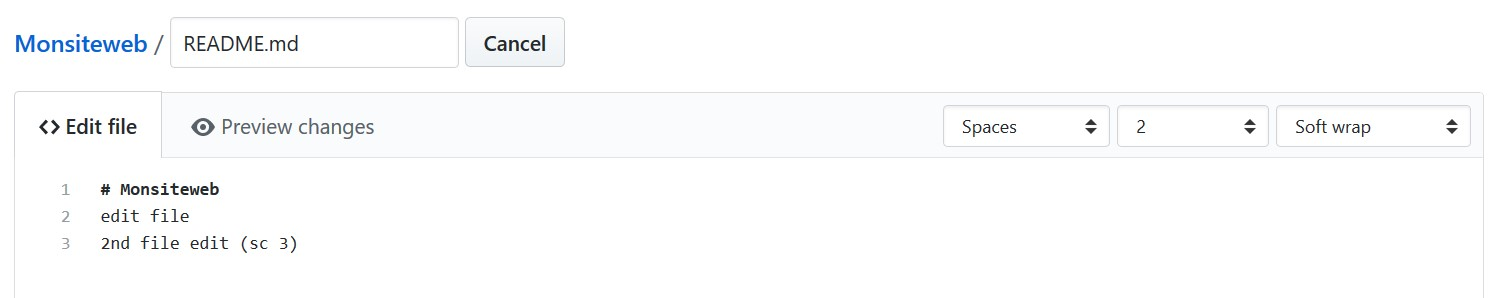 Monsiteweb / README.md Cancel
<> Edit file Preview changes Spaces 2 Soft wrap
1 # Monsiteweb
2 edit file
3 2nd file edit (sc 3)